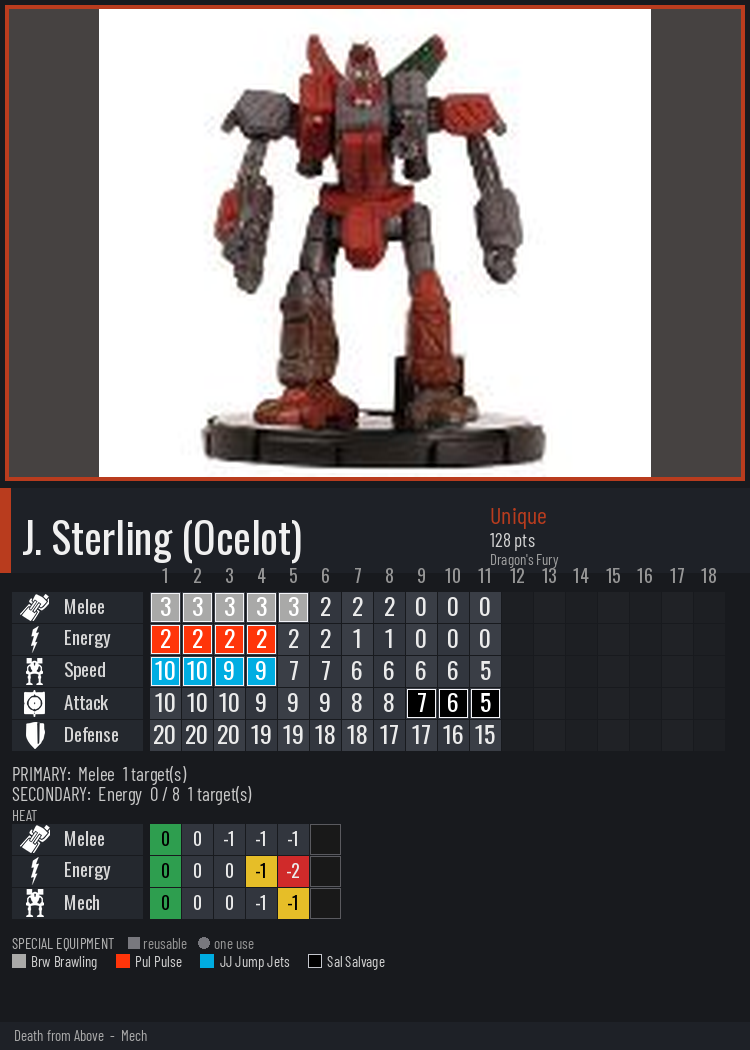 J. Sterling (Ocelot)
Unique
128 pts
Dragon's Fury
1 2 3 4 5 6 7 8 9 10 11 12 13 14 15 16 17 18
Melee 3 3 3 3 3 2 2 2 0 0 0
Energy 2 2 2 2 2 2 1 1 0 0 0
Speed 10 10 9 9 7 7 6 6 6 6 5
Attack 10 10 10 9 9 9 8 8 7 6 5
Defense 20 20 20 19 19 18 18 17 17 16 15
PRIMARY: Melee 1 target(s)
SECONDARY: Energy 0 / 8 1 target(s)
HEAT
Melee 0 0 -1 -1 -1
Energy 0 0 0 -1 -2
Mech 0 0 0 -1 -1
SPECIAL EQUIPMENT reusable one use
Brw Brawling Pul Pulse JJ Jump Jets Sal Salvage
Death from Above - Mech